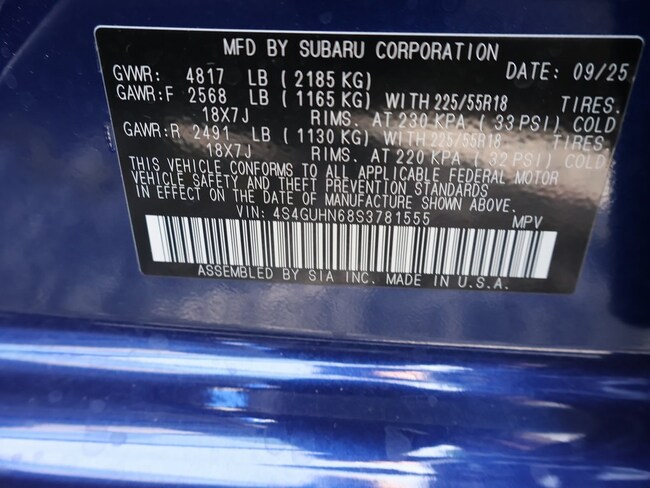 MFD BY SUBARU CORPORATION
GVWR: 4817 LB (2185 KG) DATE: 09/25
GAWR:F 2568 LB (1165 KG) WITH 225/55R18 TIRES.
18X7J RIMS. AT 230 KPA (33 PSI) COLD
GAWR:R 2491 LB (1130 KG) WITH 225/55R18 TIRES.
18X7J RIMS. AT 220 KPA (32 PSI) COLD
THIS VEHICLE CONFORMS TO ALL APPLICABLE FEDERAL MOTOR
VEHICLE SAFETY AND THEFT PREVENTION STANDARDS
IN EFFECT ON THE DATE OF MANUFACTURE SHOWN ABOVE.
VIN: 4S4GUHN68S3781555 MPV
ASSEMBLED BY SIA INC. MADE IN U.S.A.